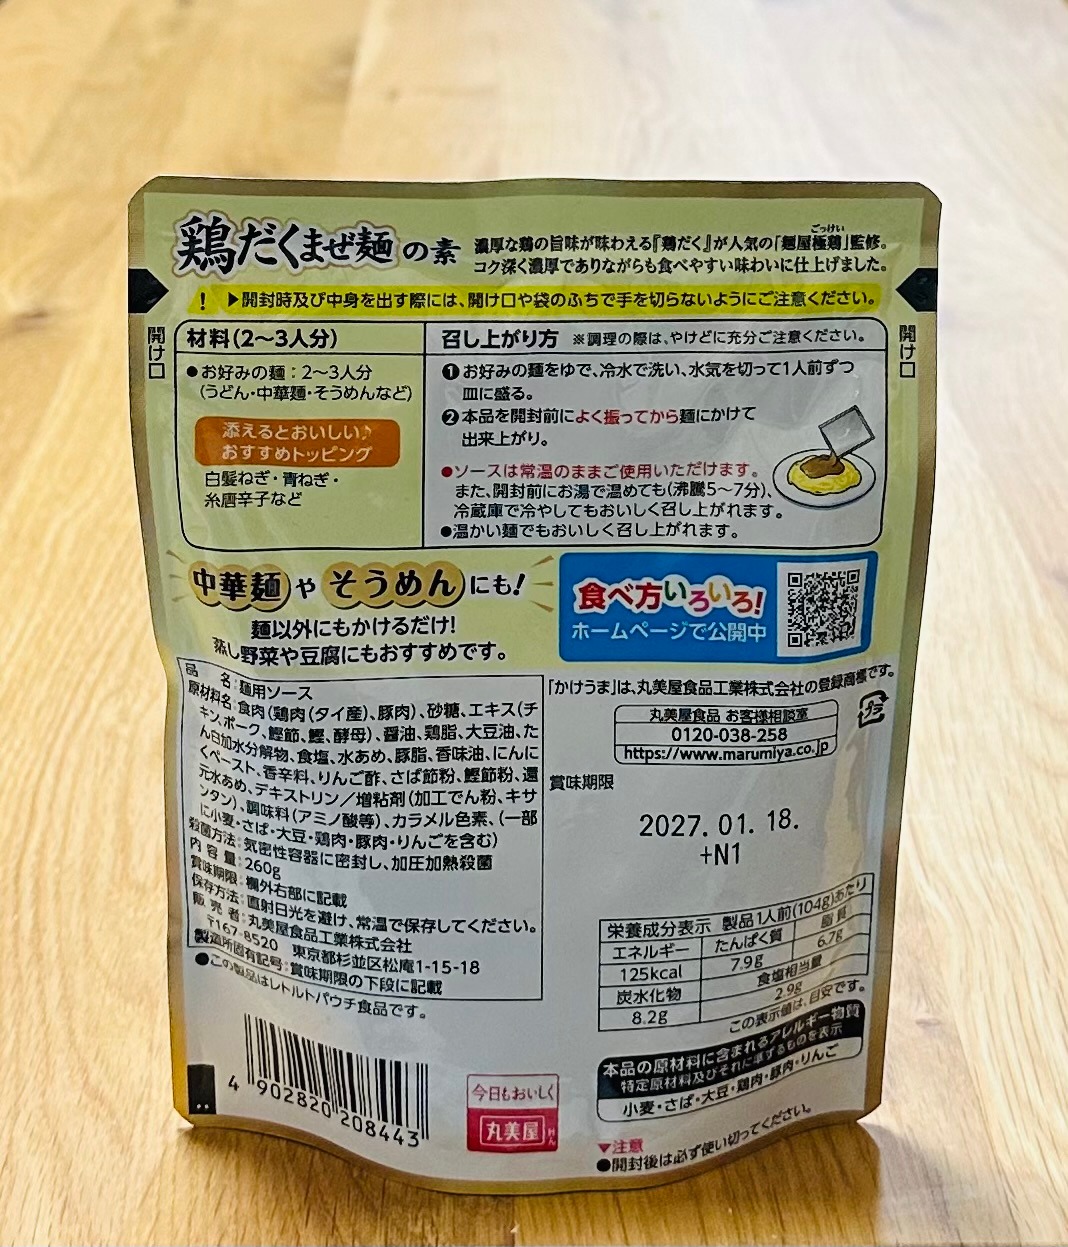 鶏だくまぜ麺の素
濃厚な鶏の旨味が味わえる『鶏だく』が人気の「麺屋極鶏」監修。
ごっけい
コク深く濃厚でありながらも食べやすい味わいに仕上げました。
! ▶開封時及び中身を出す際には、開け口や袋のふちで手を切らないようにご注意ください。
開け口
開け口
材料(2〜3人分)
●お好みの麺:2〜3人分
(うどん・中華麺・そうめんなど)
添えるとおいしい♪
おすすめトッピング
白髪ねぎ・青ねぎ・
糸唐辛子など
召し上がり方 ※調理の際は、やけどに充分ご注意ください。
❶お好みの麺をゆで、冷水で洗い、水気を切って1人前ずつ
皿に盛る。
❷本品を開封前によく振ってから麺にかけて
出来上がり。
●ソースは常温のままご使用いただけます。
また、開封前にお湯で温めても(沸騰5〜7分)、
冷蔵庫で冷やしてもおいしく召し上がれます。
●温かい麺でもおいしく召し上がれます。
中華麺やそうめんにも!
麺以外にもかけるだけ!
蒸し野菜や豆腐にもおすすめです。
食べ方いろいろ!
ホームページで公開中
品名:麺用ソース
原材料名:食肉(鶏肉(タイ産)、豚肉)、砂糖、エキス(チ
キン、ポーク、鰹節、鰹、酵母)、醤油、鶏脂、大豆油、た
ん白加水分解物、食塩、水あめ、豚脂、香味油、にんに
くペースト、香辛料、りんご酢、さば節粉、鰹節粉、還
元水あめ、デキストリン/増粘剤(加工でん粉、キサ
ンタン)、調味料(アミノ酸等)、カラメル色素、(一部
に小麦・さば・大豆・鶏肉・豚肉・りんごを含む)
殺菌方法:気密性容器に密封し、加圧加熱殺菌
内容量:260g
賞味期限:欄外右部に記載
保存方法:直射日光を避け、常温で保存してください。
販売者:丸美屋食品工業株式会社
〒167-8520 東京都杉並区松庵1-15-18
製造所固有記号:賞味期限の下段に記載
●この製品はレトルトパウチ食品です。
「かけうま」は、丸美屋食品工業株式会社の登録商標です。
丸美屋食品 お客様相談室
0120-038-258
https://www.marumiya.co.jp
プラ
賞味期限
2027.01.18.
+N1
栄養成分表示 製品1人前(104g)あたり
エネルギー たんぱく質 脂質
125kcal 7.9g 6.7g
炭水化物 食塩相当量
8.2g 2.9g
この表示値は、目安です。
本品の原材料に含まれるアレルギー物質
特定原材料及びそれに準ずるものを表示
小麦・さば・大豆・鶏肉・豚肉・りんご
▼注意
●開封後は必ず使い切ってください。
4 902820 208443
今日もおいしく
丸美屋